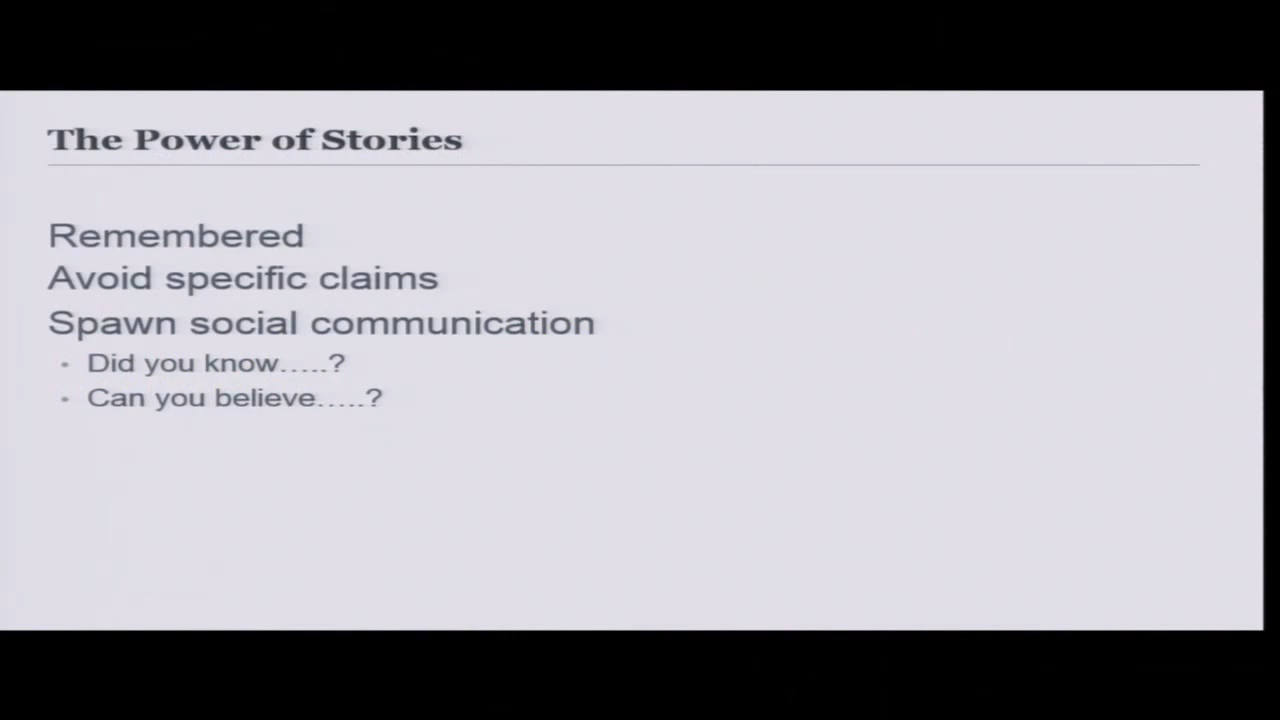 The Power of Stories
Remembered
Avoid specific claims
Spawn social communication
• Did you know.....?
• Can you believe.....?